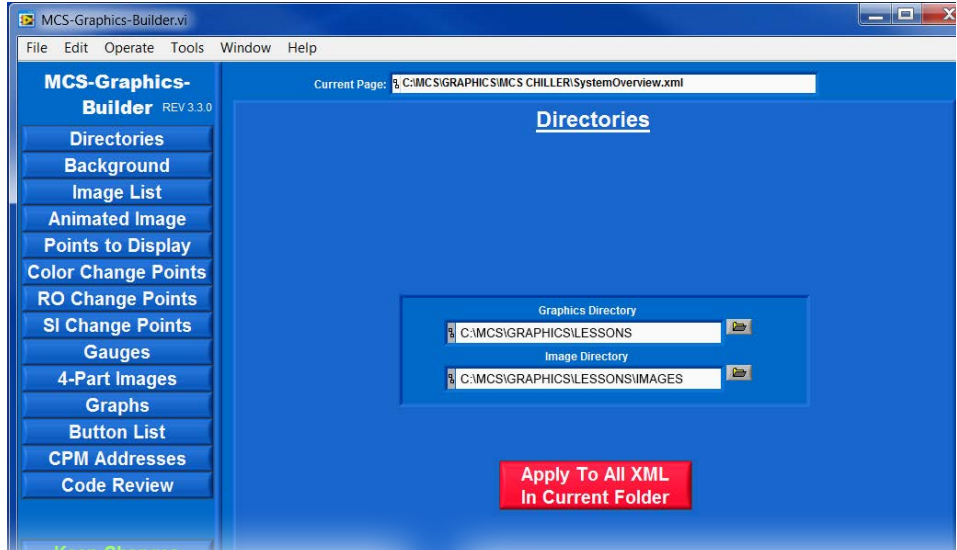 MCS-Graphics-Builder.vi
File Edit Operate Tools Window Help
MCS-Graphics-
Builder REV 3.3.0
Directories
Background
Image List
Animated Image
Points to Display
Color Change Points
RO Change Points
SI Change Points
Gauges
4-Part Images
Graphs
Button List
CPM Addresses
Code Review
Keep Changes
Current Page: C:\MCS\GRAPHICS\MCS CHILLER\SystemOverview.xml
Directories
Graphics Directory
C:\MCS\GRAPHICS\LESSONS
Image Directory
C:\MCS\GRAPHICS\LESSONS\IMAGES
Apply To All XML
In Current Folder